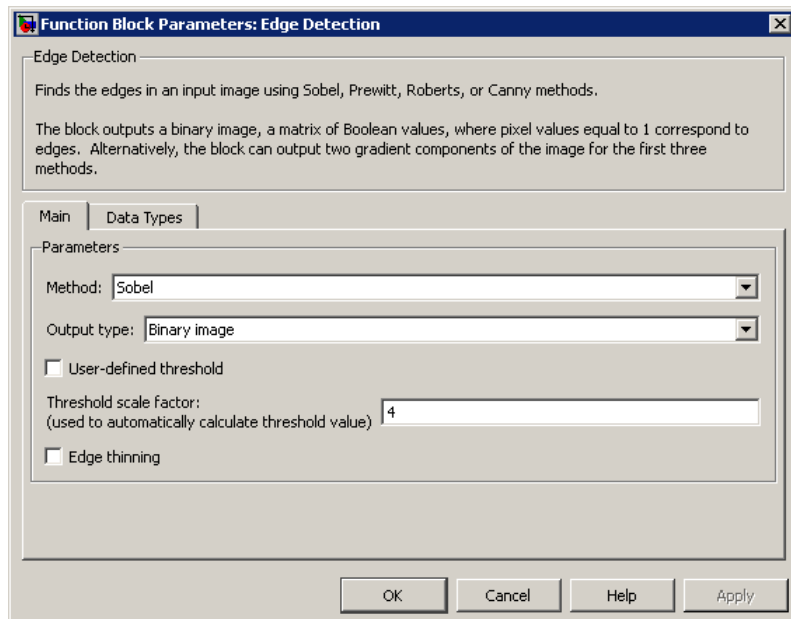 Function Block Parameters: Edge Detection
Edge Detection
Finds the edges in an input image using Sobel, Prewitt, Roberts, or Canny methods.
The block outputs a binary image, a matrix of Boolean values, where pixel values equal to 1 correspond to
edges. Alternatively, the block can output two gradient components of the image for the first three
methods.
Main
Data Types
Parameters
Method: Sobel
Output type: Binary image
User-defined threshold
Threshold scale factor:
(used to automatically calculate threshold value) 4
Edge thinning
OK
Cancel
Help
Apply